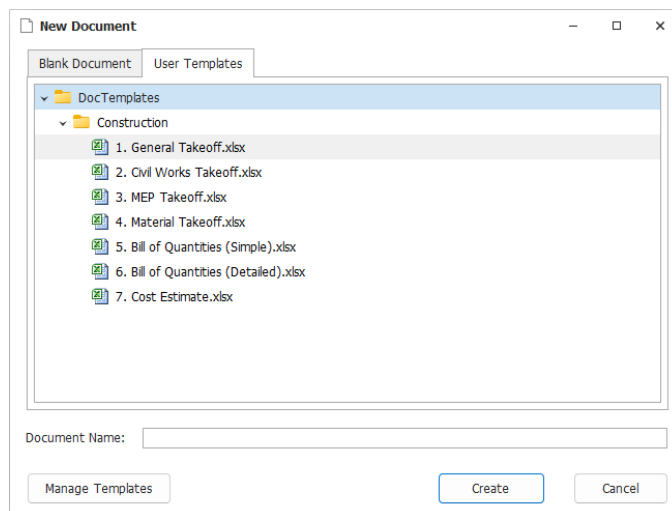 New Document
Blank Document User Templates
DocTemplates
Construction
1. General Takeoff.xlsx
2. Civil Works Takeoff.xlsx
3. MEP Takeoff.xlsx
4. Material Takeoff.xlsx
5. Bill of Quantities (Simple).xlsx
6. Bill of Quantities (Detailed).xlsx
7. Cost Estimate.xlsx
Document Name:
Manage Templates Create Cancel